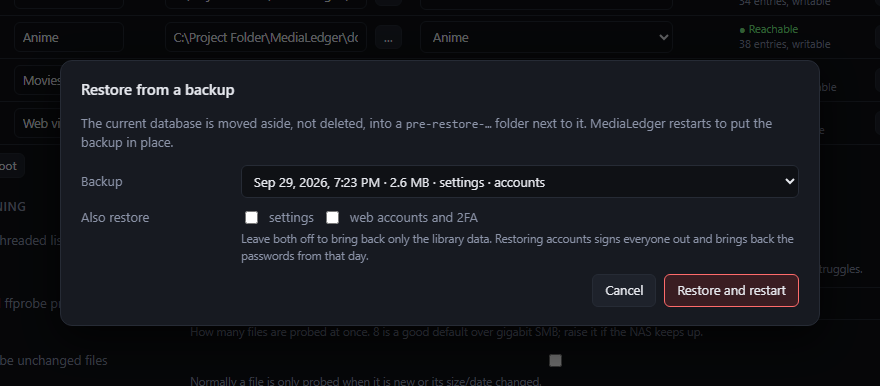 34 entries, writable
Anime
C:\Project Folder\MediaLedger\dc
...
Anime
Reachable
38 entries, writable
Movies
Restore from a backup
The current database is moved aside, not deleted, into a pre-restore-… folder next to it. MediaLedger restarts to put the
backup in place.
Web vi
oot
Backup
Sep 29, 2026, 7:23 PM · 2.6 MB · settings · accounts
NING
Also restore
settings
web accounts and 2FA
hreaded lis
Leave both off to bring back only the library data. Restoring accounts signs everyone out and brings back the
passwords from that day.
truggles.
ffprobe pr
Cancel
Restore and restart
How many files are probed at once. 8 is a good default over gigabit SMB; raise it if the NAS keeps up.
be unchanged files
Normally a file is only probed when it is new or its size/date changed.